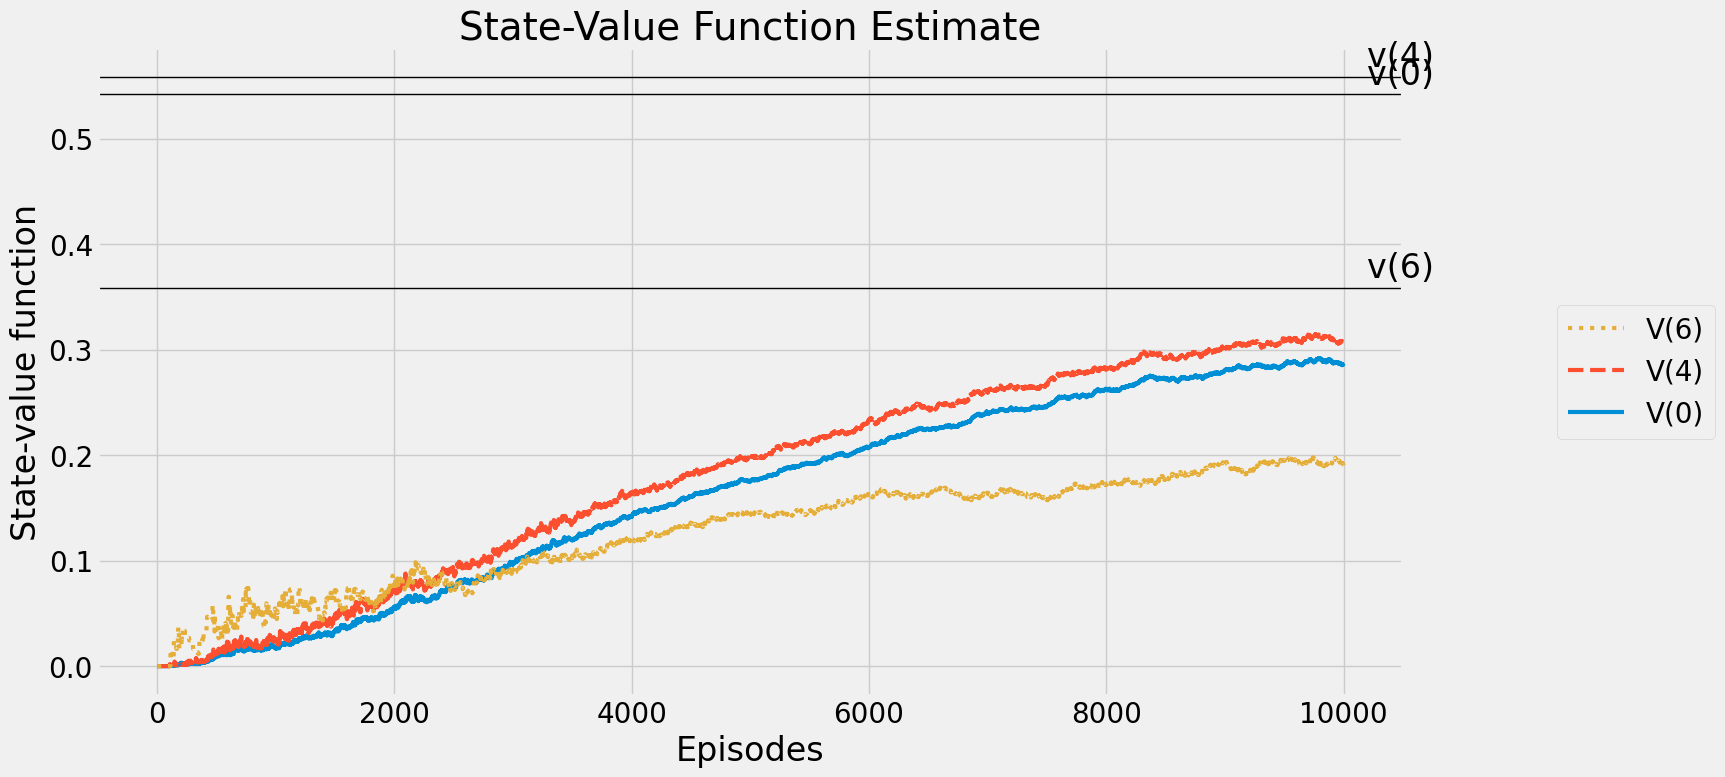 State-Value Function Estimate
v(4)
v(0)
v(6)
State-value function
0.5
0.4
0.3
0.2
0.1
0.0
0 2000 4000 6000 8000 10000
Episodes
V(6)
V(4)
V(0)